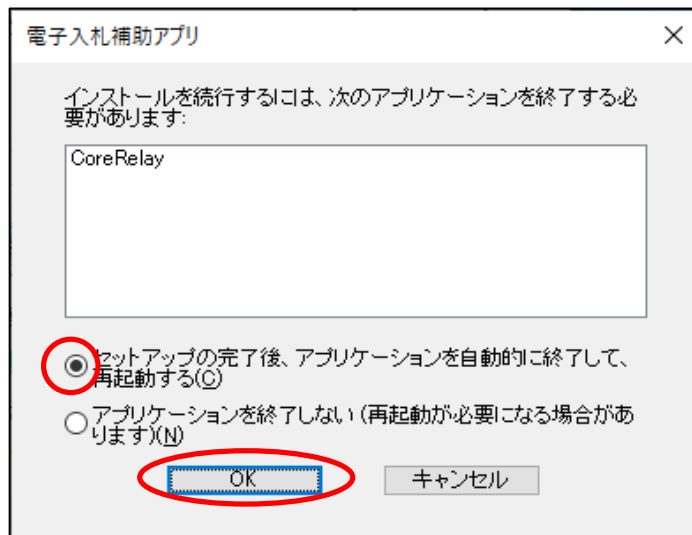 電子入札補助アプリ
インストールを続行するには、次のアプリケーションを終了する必
要があります:
CoreRelay
セットアップの完了後、アプリケーションを自動的に終了して、
再起動する(C)
アプリケーションを終了しない (再起動が必要になる場合があ
ります)(N)
OK キャンセル